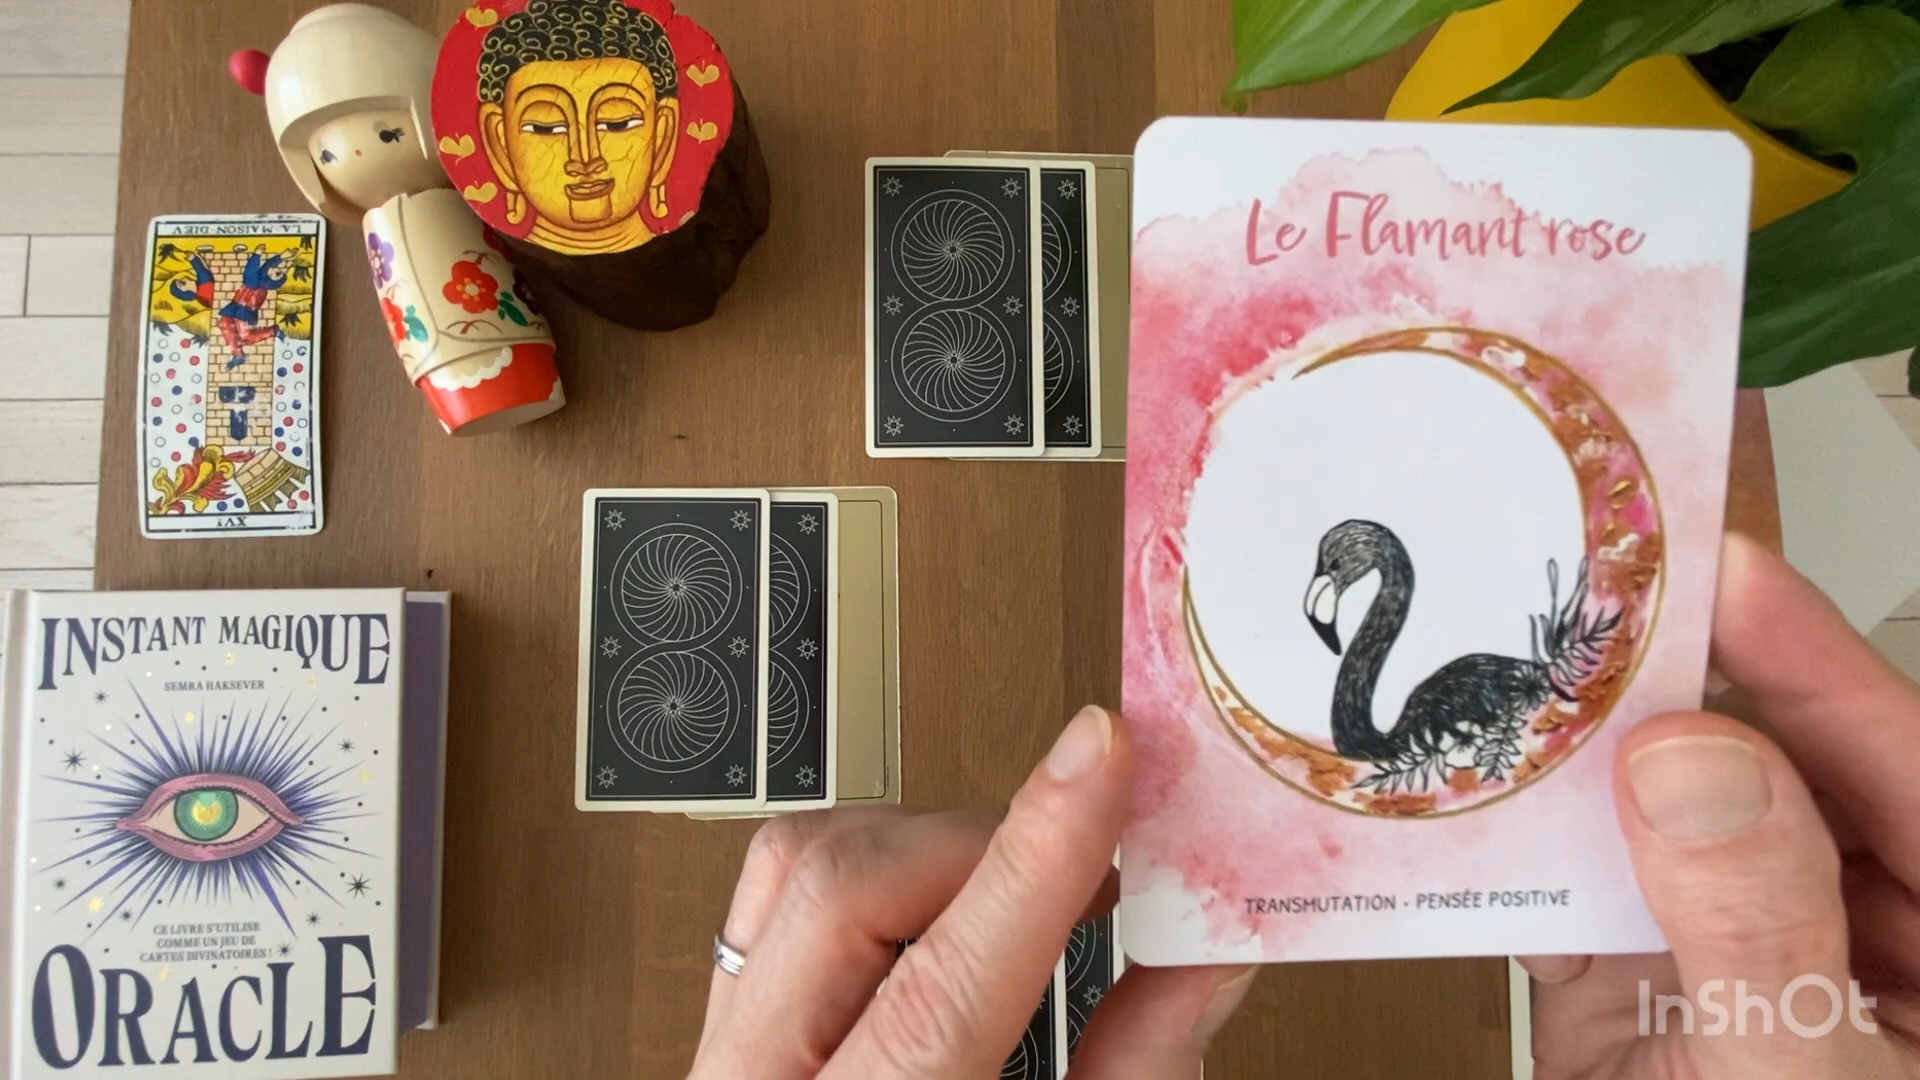 LA·MAISON·DIEV
XVI
INSTANT MAGIQUE
SEMRA HAKSEVER
CE LIVRE S'UTILISE
COMME UN JEU DE
CARTES DIVINATOIRES !
ORACLE
Le Flamant rose
TRANSMUTATION • PENSÉE POSITIVE
InShOt